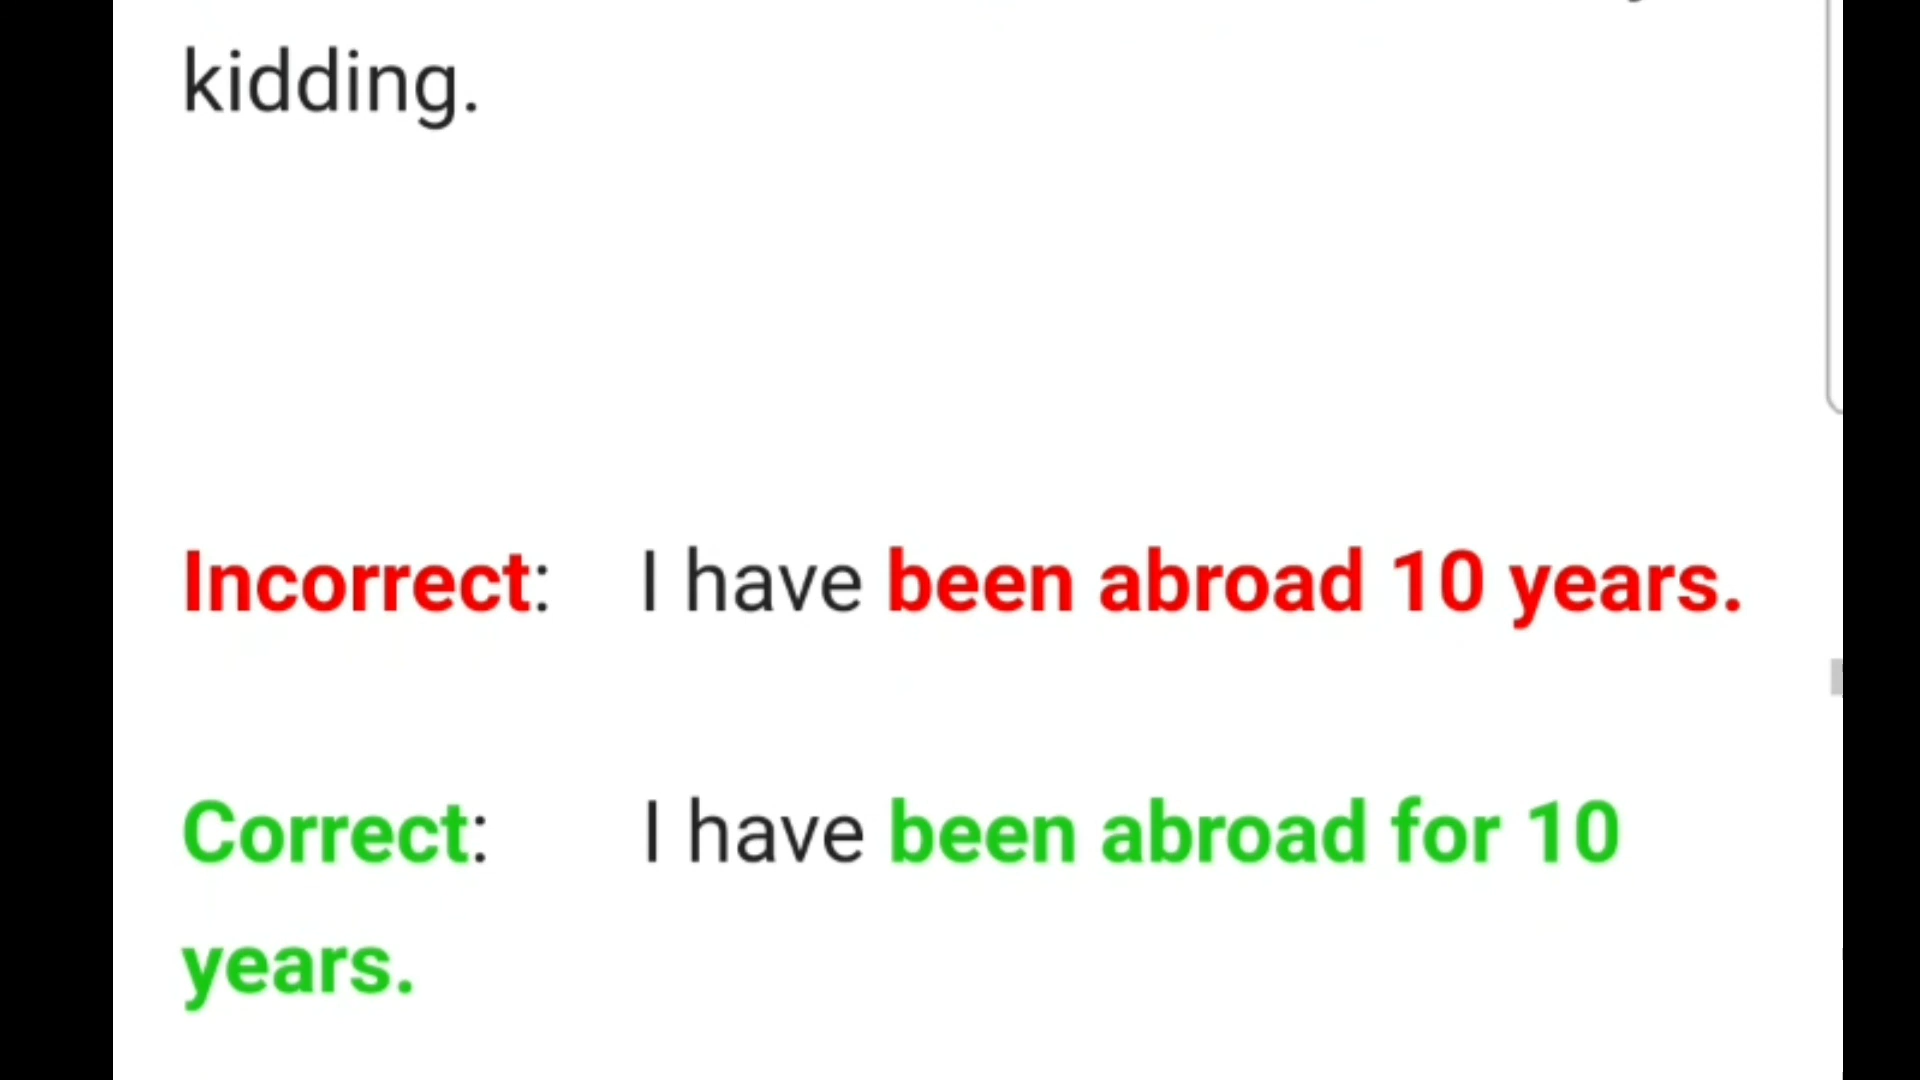 kidding.
Incorrect: I have been abroad 10 years.
Correct: I have been abroad for 10
years.